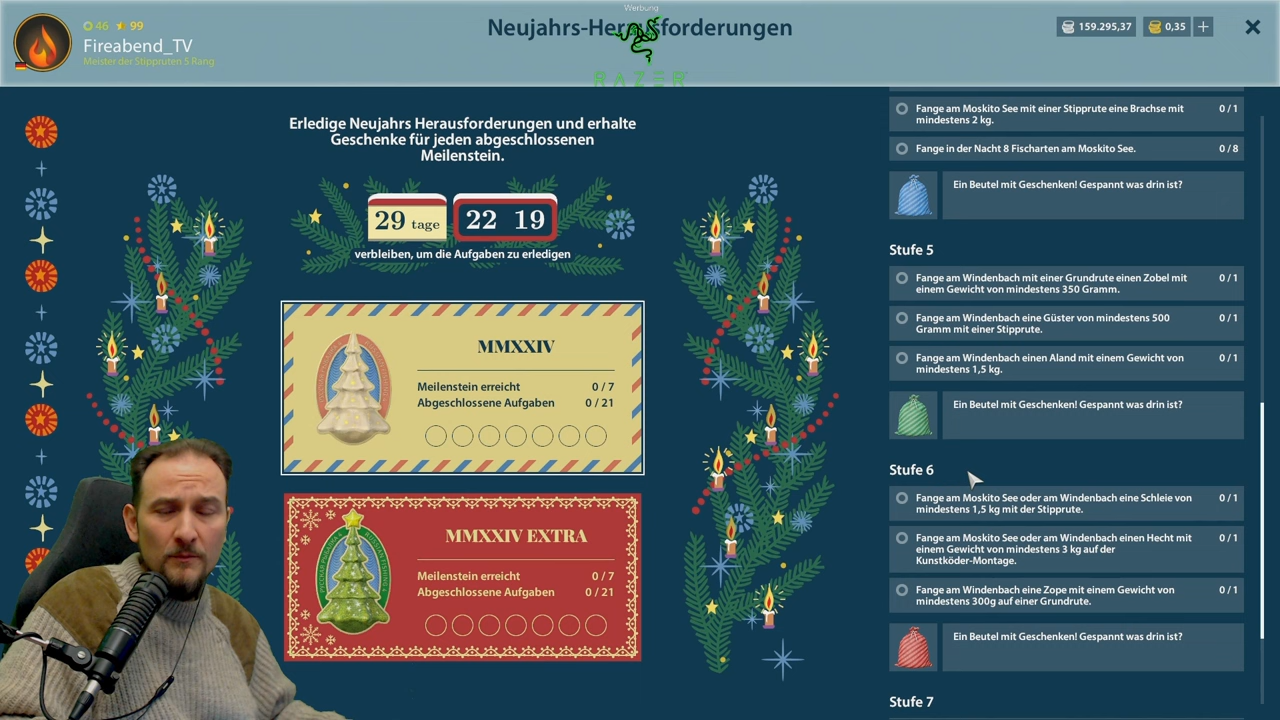 Werbung
46 99
Fireabend_TV
Meister der Stippruten 5 Rang
Neujahrs-Herausforderungen
RAZER
159.295,37
0,35
Erledige Neujahrs Herausforderungen und erhalte
Geschenke für jeden abgeschlossenen
Meilenstein.
29 tage 22 19
verbleiben, um die Aufgaben zu erledigen
MMXXIV
Meilenstein erreicht 0 / 7
Abgeschlossene Aufgaben 0 / 21
MMXXIV EXTRA
Meilenstein erreicht 0 / 7
Abgeschlossene Aufgaben 0 / 21
Fange am Moskito See mit einer Stipprute eine Brachse mit 0 / 1
mindestens 2 kg.
Fange in der Nacht 8 Fischarten am Moskito See. 0 / 8
Ein Beutel mit Geschenken! Gespannt was drin ist?
Stufe 5
Fange am Windenbach mit einer Grundrute einen Zobel mit 0 / 1
einem Gewicht von mindestens 350 Gramm.
Fange am Windenbach eine Güster von mindestens 500 0 / 1
Gramm mit einer Stipprute.
Fange am Windenbach einen Aland mit einem Gewicht von 0 / 1
mindestens 1,5 kg.
Ein Beutel mit Geschenken! Gespannt was drin ist?
Stufe 6
Fange am Moskito See oder am Windenbach eine Schleie von 0 / 1
mindestens 1,5 kg mit der Stipprute.
Fange am Moskito See oder am Windenbach einen Hecht mit 0 / 1
einem Gewicht von mindestens 3 kg auf der
Kunstköder-Montage.
Fange am Windenbach eine Zope mit einem Gewicht von 0 / 1
mindestens 300g auf einer Grundrute.
Ein Beutel mit Geschenken! Gespannt was drin ist?
Stufe 7